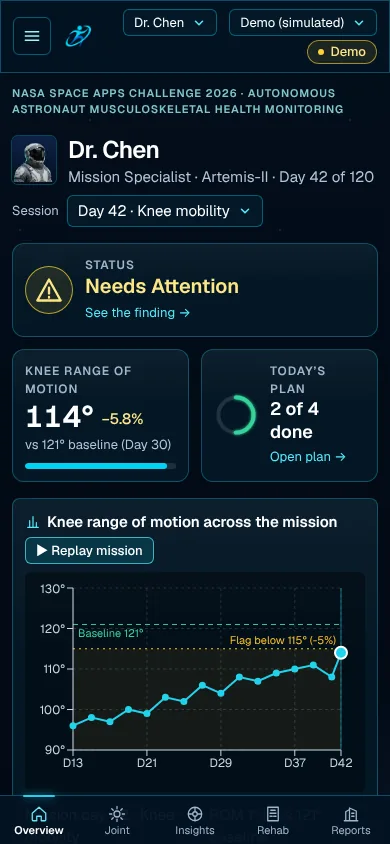 Dr. Chen
Demo (simulated)
Demo
NASA SPACE APPS CHALLENGE 2026 · AUTONOMOUS
ASTRONAUT MUSCULOSKELETAL HEALTH MONITORING
Dr. Chen
Mission Specialist · Artemis-II · Day 42 of 120
Session
Day 42 · Knee mobility
STATUS
Needs Attention
See the finding →
KNEE RANGE OF
MOTION
114° −5.8%
vs 121° baseline (Day 30)
TODAY'S
PLAN
2 of 4
done
Open plan →
Knee range of motion across the mission
▶ Replay mission
130°
120°
110°
100°
90°
Baseline 121°
Flag below 115° (-5%)
D13
D21
D29
D37
D42
Overview
Joint
Insights
Rehab
Reports